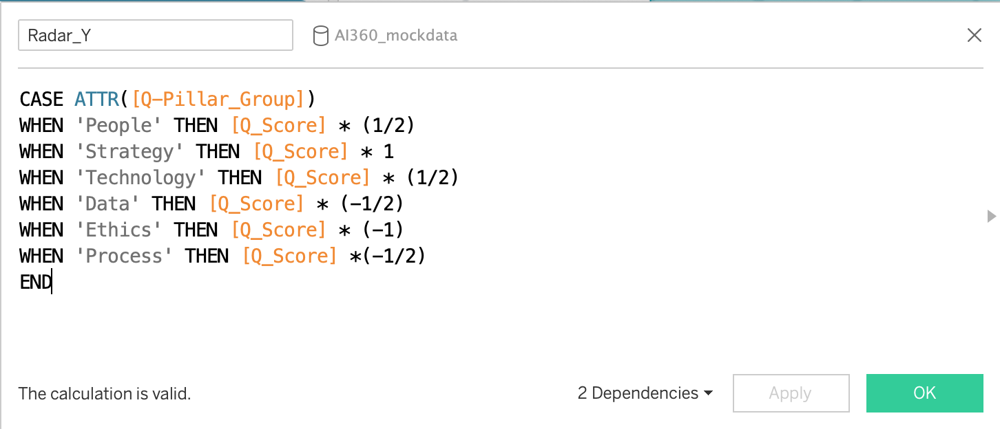 Radar_Y AI360_mockdata
CASE ATTR([Q-Pillar_Group])
WHEN 'People' THEN [Q_Score] * (1/2)
WHEN 'Strategy' THEN [Q_Score] * 1
WHEN 'Technology' THEN [Q_Score] * (1/2)
WHEN 'Data' THEN [Q_Score] * (-1/2)
WHEN 'Ethics' THEN [Q_Score] * (-1)
WHEN 'Process' THEN [Q_Score] *(-1/2)
END
The calculation is valid. 2 Dependencies Apply OK